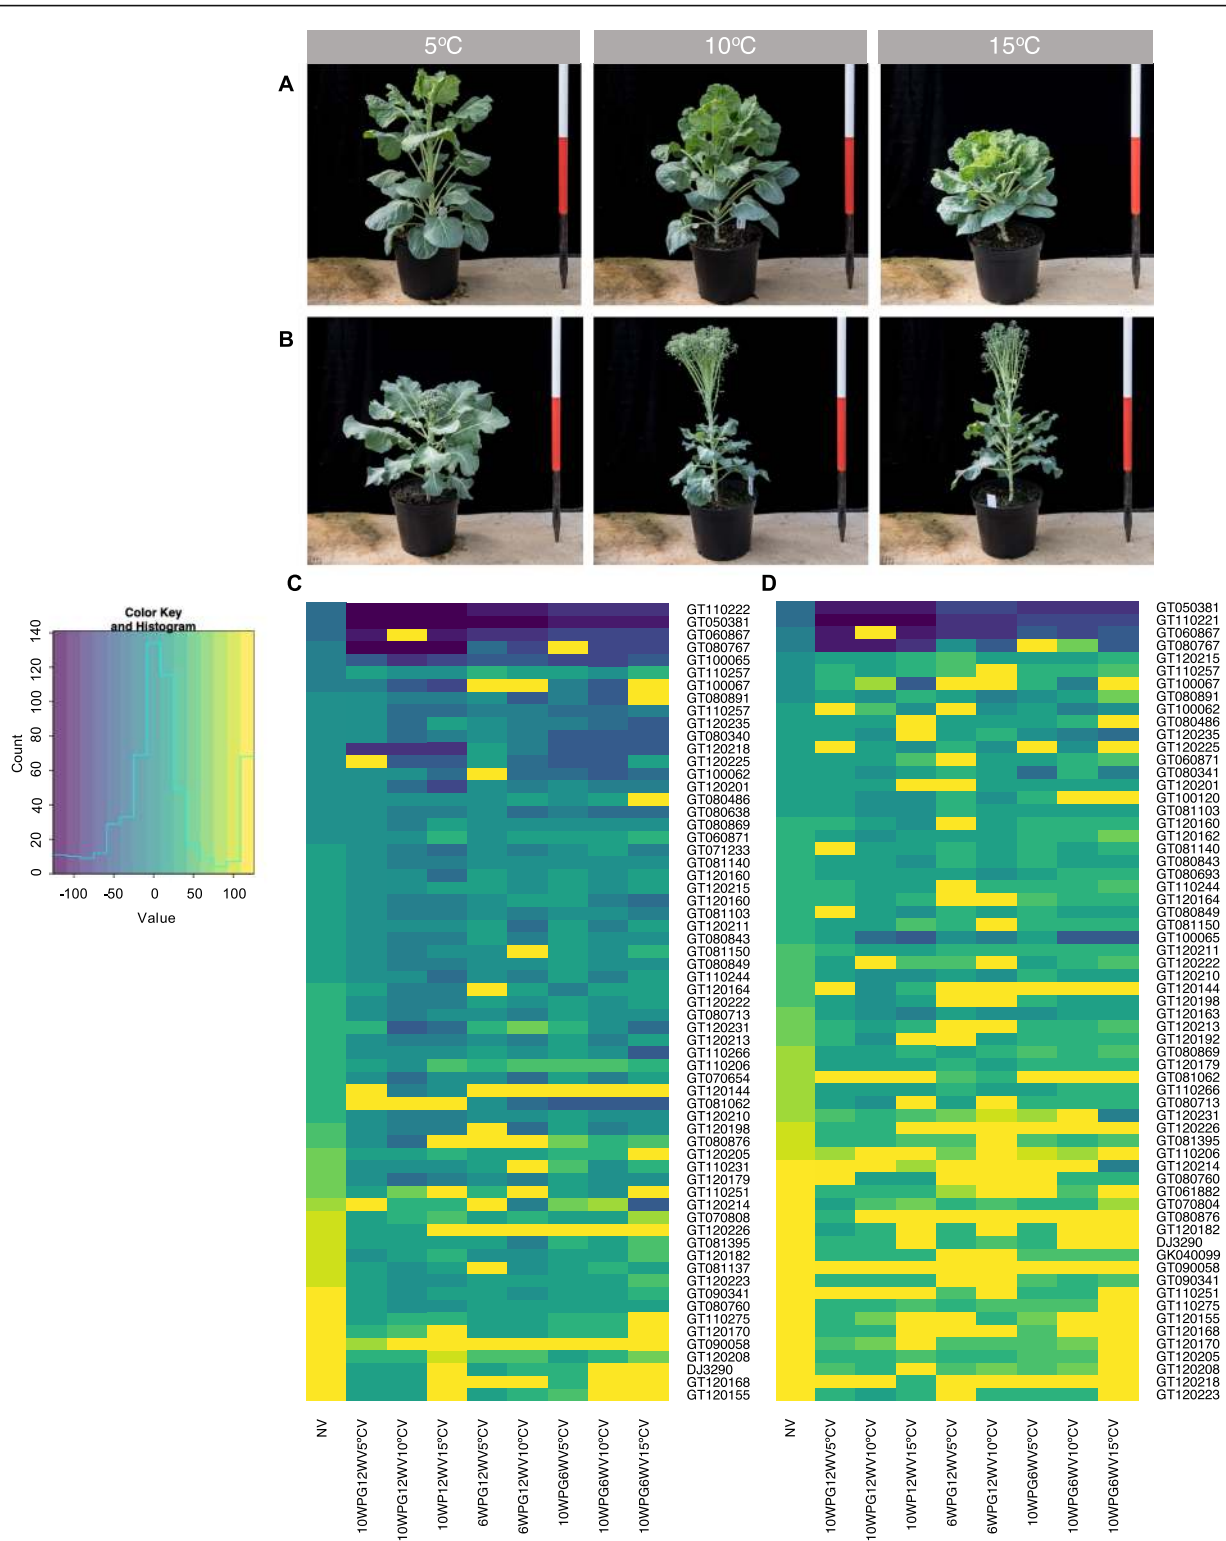 5ºC
10ºC
15ºC
A
B
C
D
Color Key
and Histogram
Count
0
20
40
60
80
100
120
140
-100
-50
0
50
100
Value
GT110222
GT050381
GT060867
GT080767
GT100065
GT110257
GT100067
GT080891
GT110257
GT120235
GT080340
GT120218
GT120225
GT100062
GT120201
GT080486
GT080638
GT080869
GT060871
GT071233
GT081140
GT120160
GT120215
GT120160
GT081103
GT120211
GT080843
GT081150
GT080849
GT110244
GT120164
GT120222
GT080713
GT120231
GT120213
GT110266
GT110206
GT070654
GT120144
GT081062
GT120210
GT120198
GT080876
GT120205
GT110231
GT120179
GT110251
GT120214
GT070808
GT120226
GT081395
GT120182
GT081137
GT120223
GT090341
GT080760
GT110275
GT120170
GT090058
GT120208
DJ3290
GT120168
GT120155
NV
10WPG12WV5ºCV
10WPG12WV10ºCV
10WP12WV15ºCV
6WPG12WV5ºCV
6WPG12WV10ºCV
10WPG6WV5ºCV
10WPG6WV10ºCV
10WPG6WV15ºCV
GT050381
GT110221
GT060867
GT080767
GT120215
GT110257
GT100067
GT080891
GT100062
GT080486
GT120235
GT120225
GT060871
GT080341
GT120201
GT100120
GT081103
GT120160
GT120162
GT081140
GT080843
GT080693
GT110244
GT120164
GT080849
GT081150
GT100065
GT120211
GT120222
GT120210
GT120144
GT120198
GT120163
GT120213
GT120192
GT080869
GT120179
GT081062
GT110266
GT080713
GT120231
GT120226
GT081395
GT110206
GT120214
GT080760
GT061882
GT070804
GT080876
GT120182
DJ3290
GK040099
GT090058
GT090341
GT110251
GT110275
GT120155
GT120168
GT120170
GT120205
GT120208
GT120218
GT120223
NV
10WPG12WV5ºCV
10WPG12WV10ºCV
10WP12WV15ºCV
6WPG12WV5ºCV
6WPG12WV10ºCV
10WPG6WV5ºCV
10WPG6WV10ºCV
10WPG6WV15ºCV